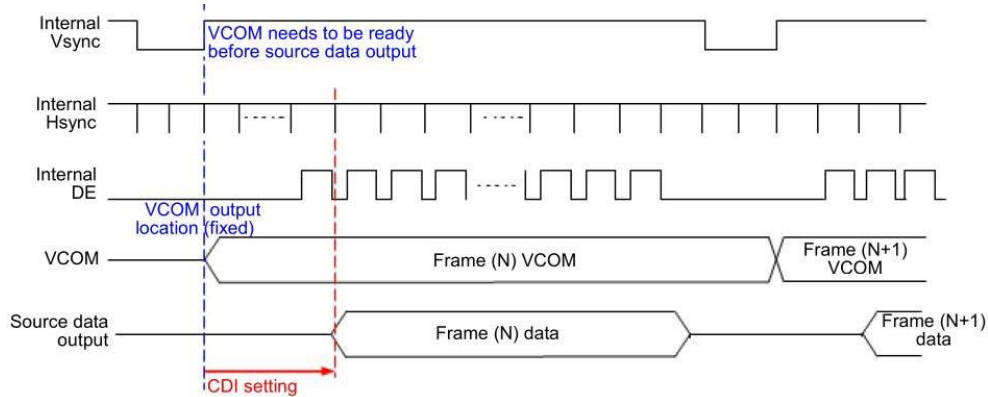 Internal
Vsync
VCOM needs to be ready
before source data output
Internal
Hsync
Internal
DE
VCOM output
location (fixed)
VCOM
Frame (N) VCOM
Frame (N+1)
VCOM
Source data
output
Frame (N) data
Frame (N+1)
data
CDI setting